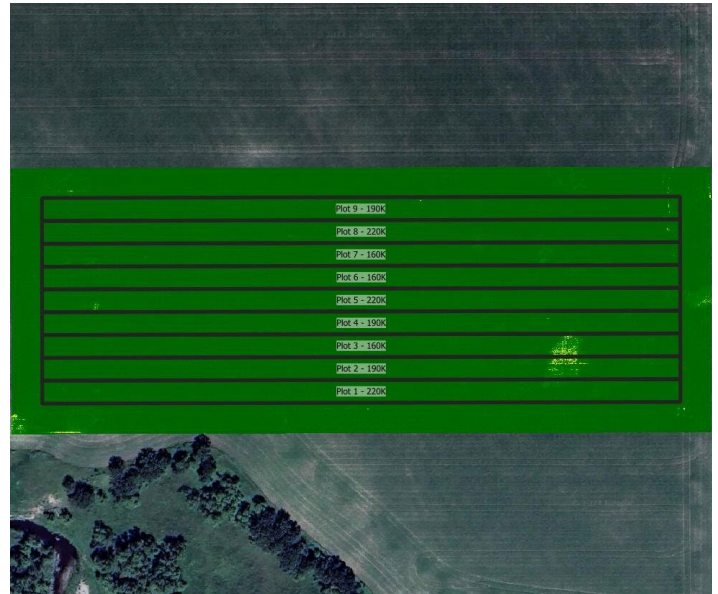 Plot 9 - 190K
Plot 8 - 220K
Plot 7 - 160K
Plot 6 - 160K
Plot 5 - 220K
Plot 4 - 190K
Plot 3 - 160K
Plot 2 - 190K
Plot 1 - 220K